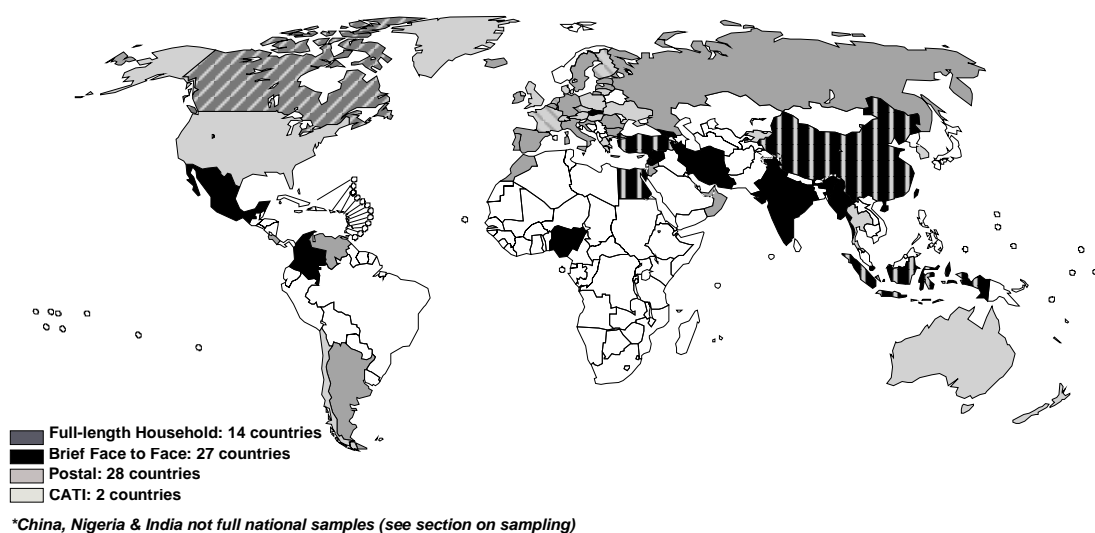 Full-length Household: 14 countries
Brief Face to Face: 27 countries
Postal: 28 countries
CATI: 2 countries
*China, Nigeria & India not full national samples (see section on sampling)